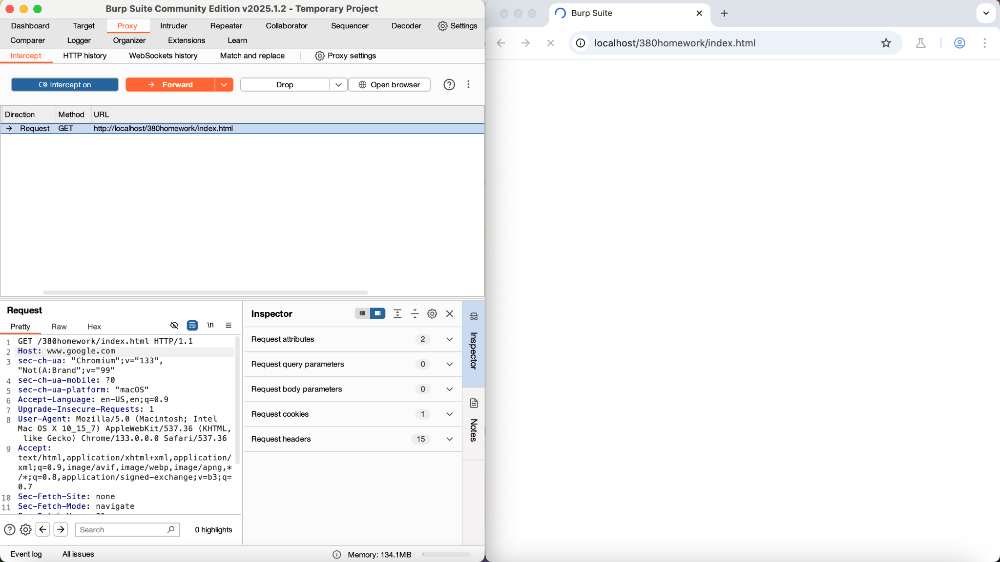 Burp Suite Community Edition v2025.1.2 - Temporary Project
Dashboard Target Proxy Intruder Repeater Collaborator Sequencer Decoder Settings
Comparer Logger Organizer Extensions Learn
Intercept HTTP history WebSockets history Match and replace Proxy settings
Intercept on Forward Drop Open browser
Direction Method URL
Request GET http://localhost/380homework/index.html
Request
Pretty Raw Hex \n
1 GET /380homework/index.html HTTP/1.1
2 Host: www.google.com
3 sec-ch-ua: "Chromium";v="133",
"Not(A:Brand";v="99"
4 sec-ch-ua-mobile: ?0
5 sec-ch-ua-platform: "macOS"
6 Accept-Language: en-US,en;q=0.9
7 Upgrade-Insecure-Requests: 1
8 User-Agent: Mozilla/5.0 (Macintosh; Intel
Mac OS X 10_15_7) AppleWebKit/537.36 (KHTML,
like Gecko) Chrome/133.0.0.0 Safari/537.36
9 Accept:
text/html,application/xhtml+xml,application/
xml;q=0.9,image/avif,image/webp,image/apng,*
/*;q=0.8,application/signed-exchange;v=b3;q=
0.7
10 Sec-Fetch-Site: none
11 Sec-Fetch-Mode: navigate
Search 0 highlights
Inspector
Request attributes 2
Request query parameters 0
Request body parameters 0
Request cookies 1
Request headers 15
Inspector
Notes
Event log All issues Memory: 134.1MB
Burp Suite
localhost/380homework/index.html